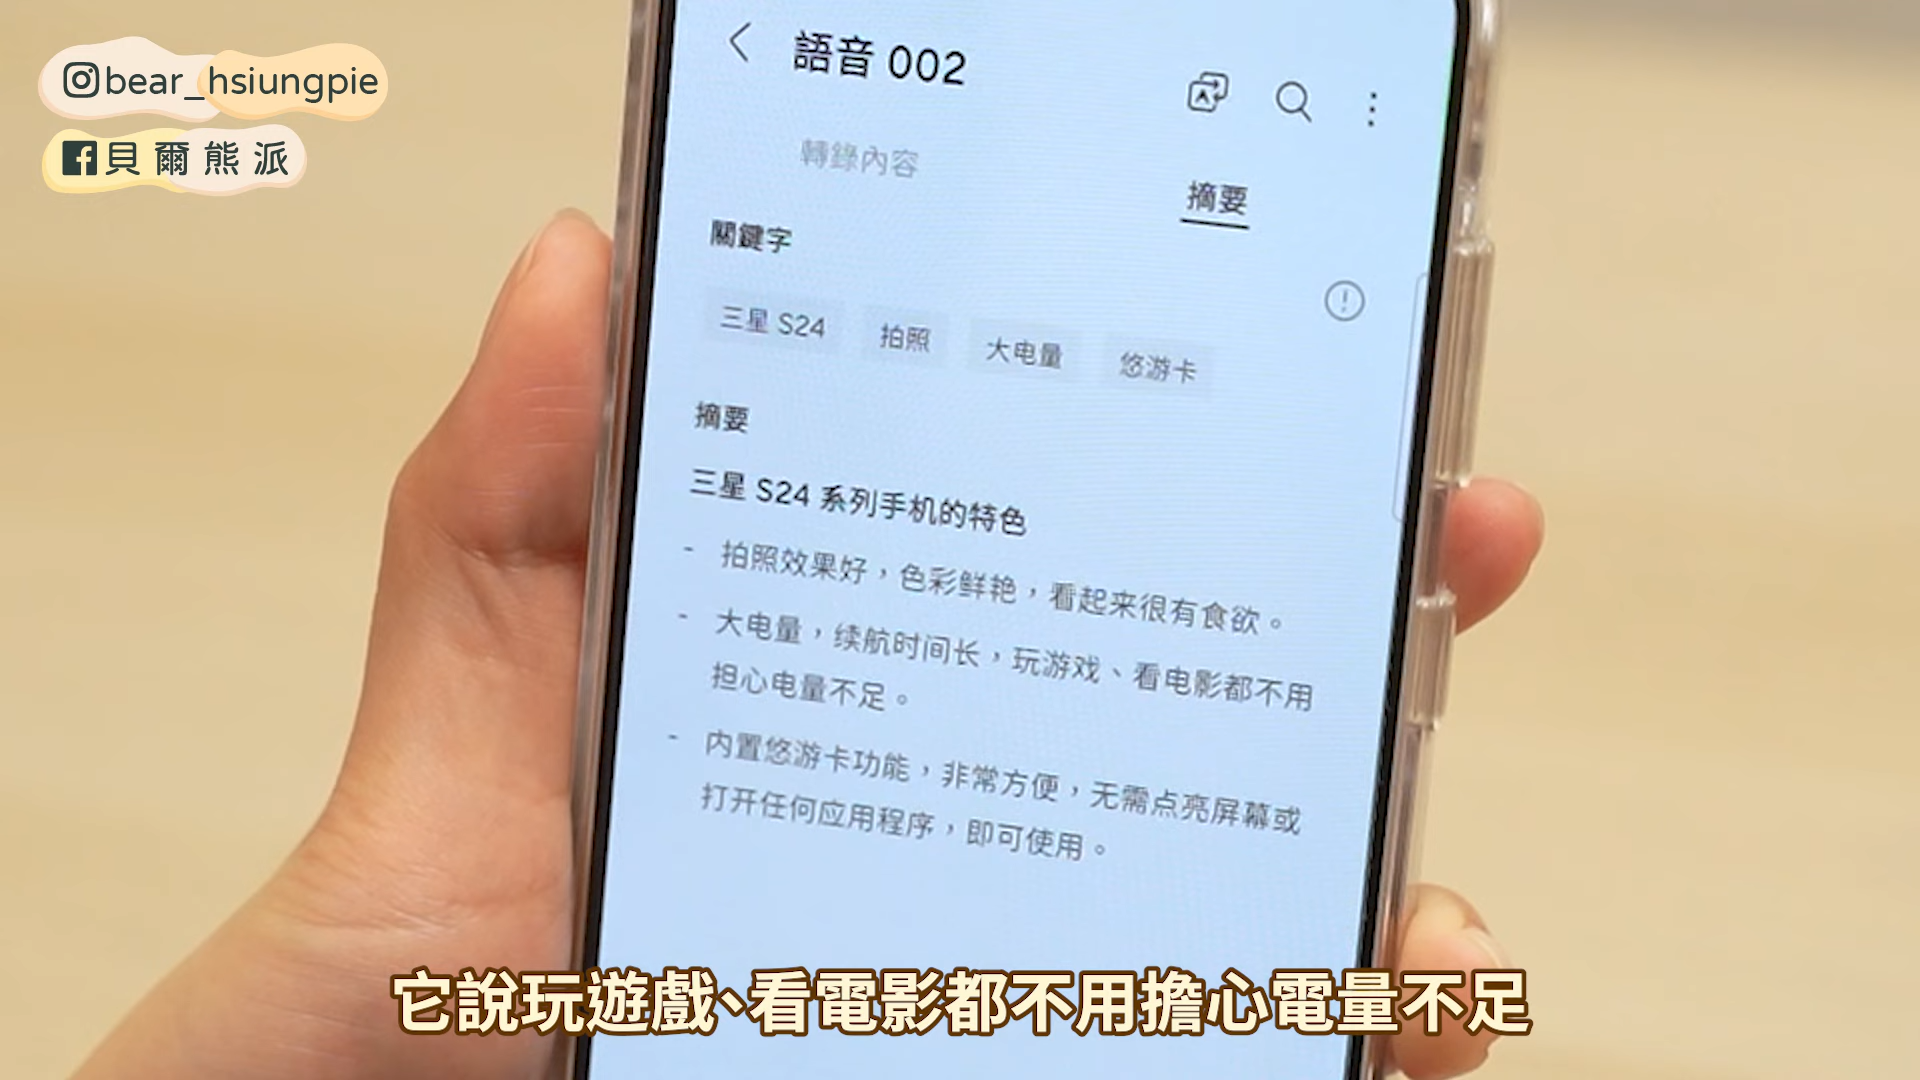 bear_hsiungpie
貝爾熊派
語音 002
轉錄內容
摘要
關鍵字
三星 S24
拍照
大电量
悠游卡
摘要
三星 S24 系列手机的特色
- 拍照效果好，色彩鲜艳，看起来很有食欲。
- 大电量，续航时间长，玩游戏、看电影都不用
担心电量不足。
- 内置悠游卡功能，非常方便，无需点亮屏幕或
打开任何应用程序，即可使用。
它說玩遊戲、看電影都不用擔心電量不足